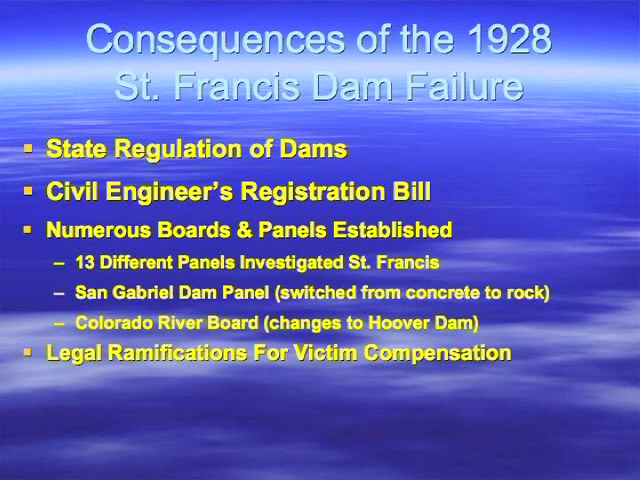 Consequences of the 1928
St. Francis Dam Failure
▪ State Regulation of Dams
▪ Civil Engineer's Registration Bill
▪ Numerous Boards & Panels Established
– 13 Different Panels Investigated St. Francis
– San Gabriel Dam Panel (switched from concrete to rock)
– Colorado River Board (changes to Hoover Dam)
▪ Legal Ramifications For Victim Compensation